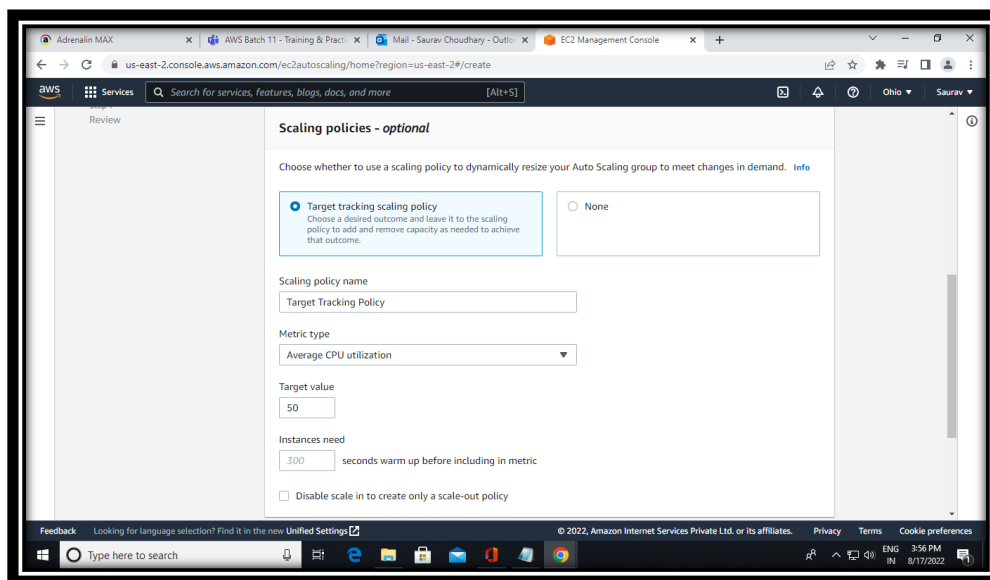 Adrenalin MAX
AWS Batch 11 - Training & Practi
Mail - Saurav Choudhary - Outlo
EC2 Management Console
us-east-2.console.aws.amazon.com/ec2autoscaling/home?region=us-east-2#/create
aws
Services
Search for services, features, blogs, docs, and more
[Alt+S]
Ohio
Saurav
Review
Scaling policies - optional
Choose whether to use a scaling policy to dynamically resize your Auto Scaling group to meet changes in demand. Info
Target tracking scaling policy
Choose a desired outcome and leave it to the scaling
policy to add and remove capacity as needed to achieve
that outcome.
None
Scaling policy name
Target Tracking Policy
Metric type
Average CPU utilization
Target value
50
Instances need
300 seconds warm up before including in metric
Disable scale in to create only a scale-out policy
Feedback
Looking for language selection? Find it in the new Unified Settings
© 2022, Amazon Internet Services Private Ltd. or its affiliates.
Privacy
Terms
Cookie preferences
Type here to search
ENG
IN
3:56 PM
8/17/2022
1